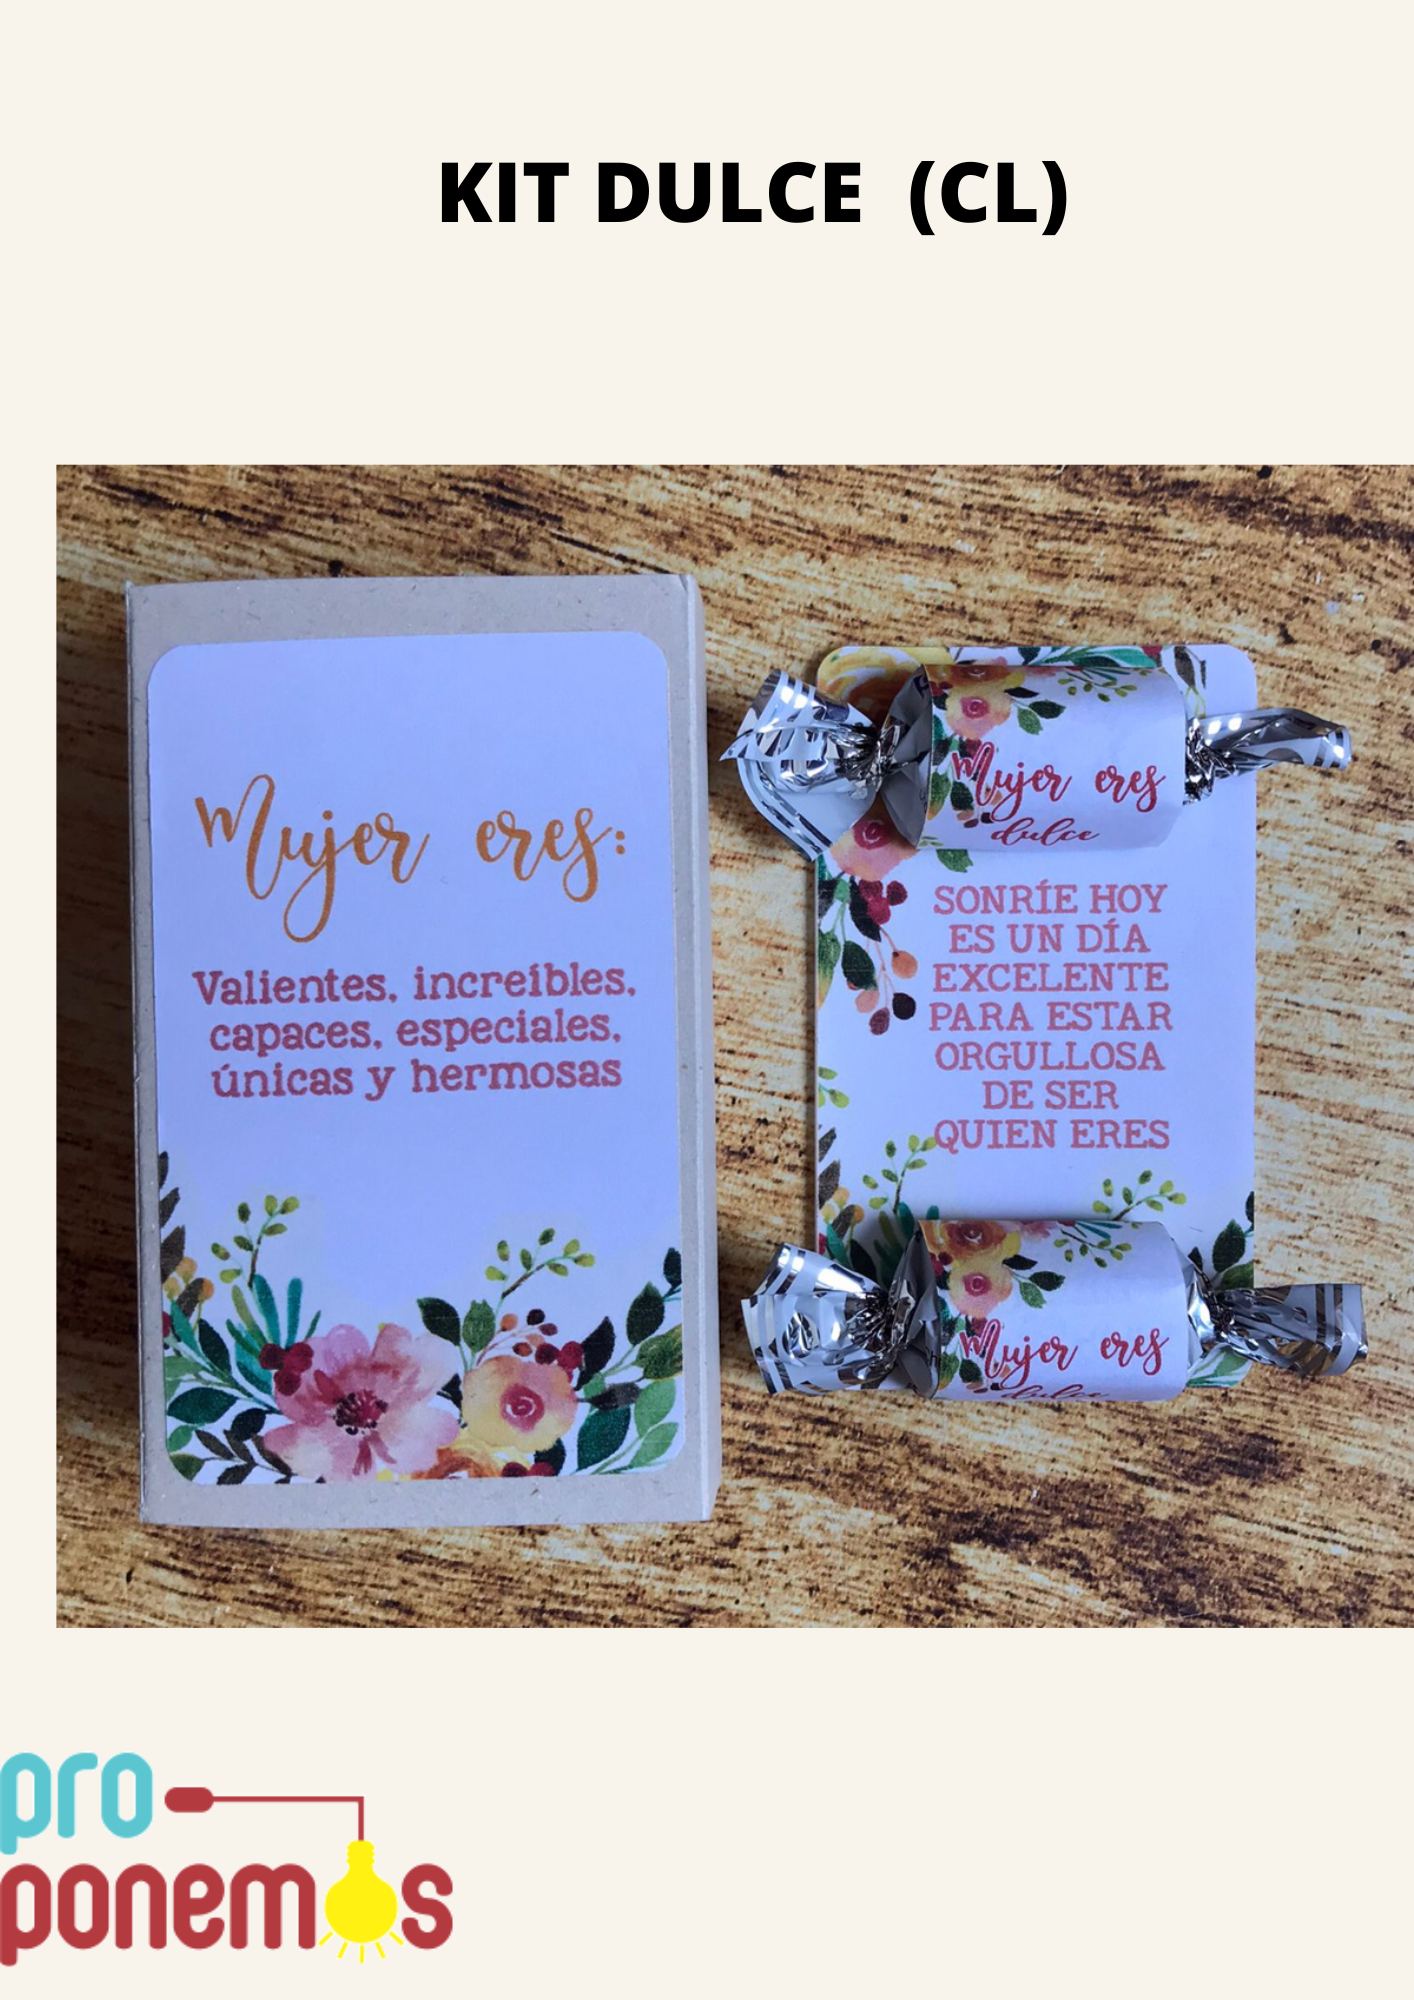 KIT DULCE (CL)
Mujer eres:
Valientes, increíbles,
capaces, especiales,
únicas y hermosas
Mujer eres
dulce
SONRÍE HOY
ES UN DÍA
EXCELENTE
PARA ESTAR
ORGULLOSA
DE SER
QUIEN ERES
Mujer eres
dulce
pro
ponemos